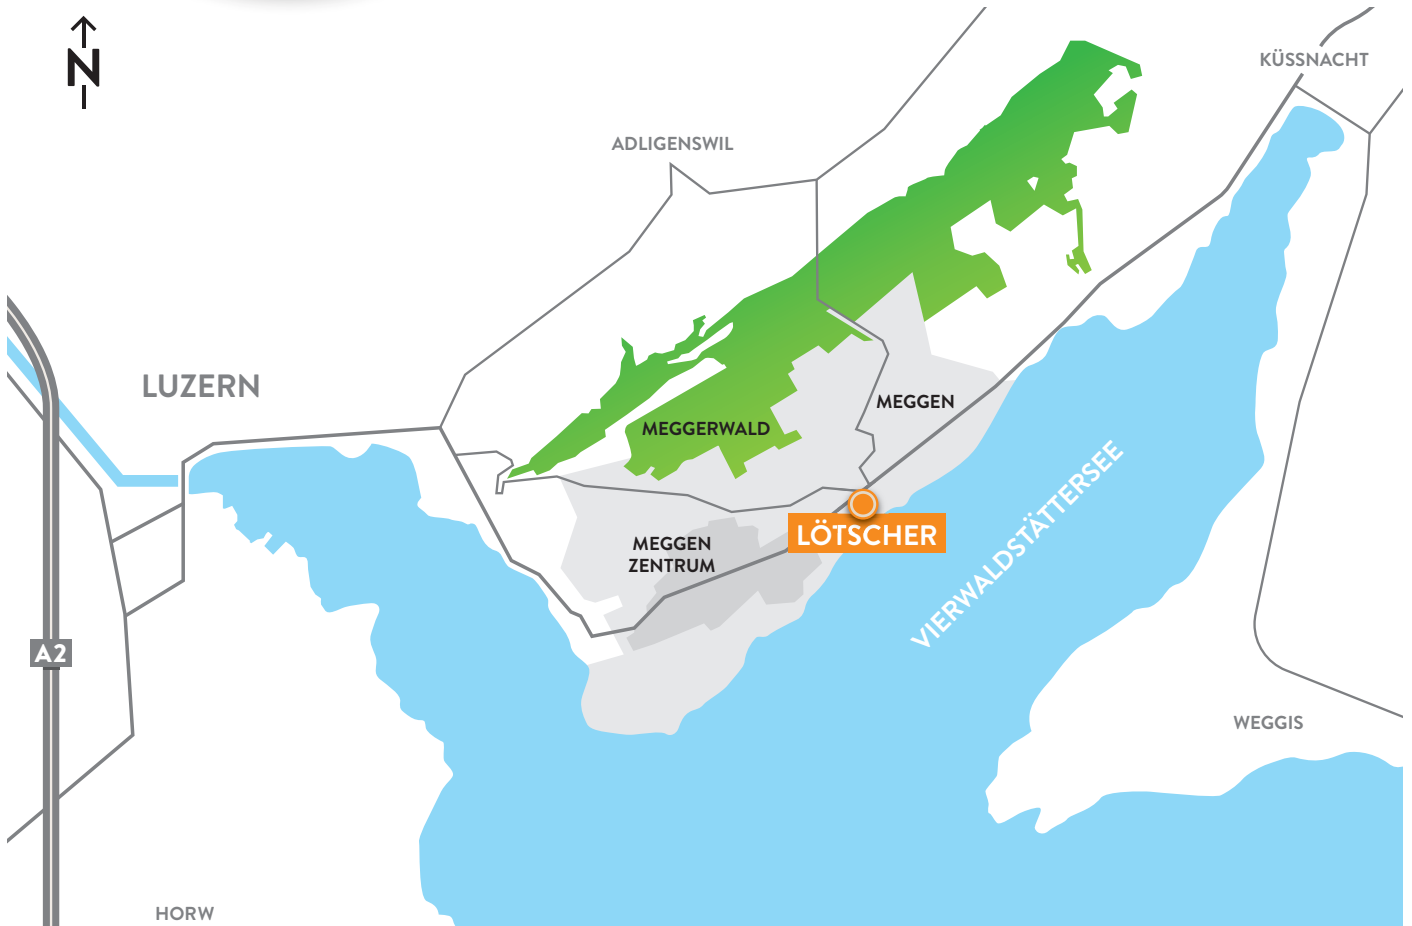 N
KÜSSNACHT
ADLIGENSWIL
LUZERN
MEGGEN
MEGGERWALD
LÖTSCHER
MEGGEN
ZENTRUM
VIERWALDSTÄTTERSEE
A2
WEGGIS
HORW